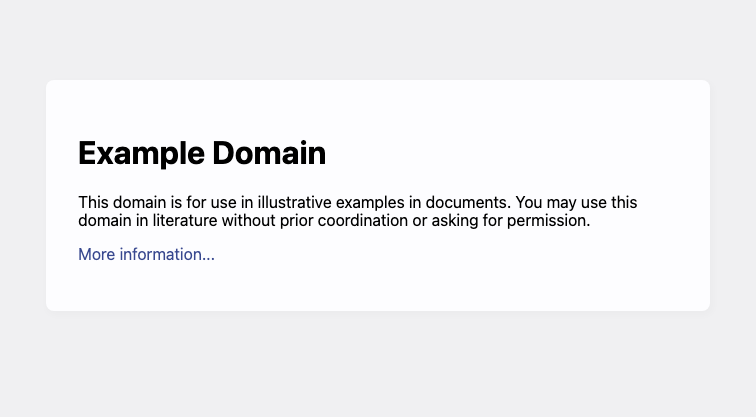 Example Domain
This domain is for use in illustrative examples in documents. You may use this
domain in literature without prior coordination or asking for permission.
More information...